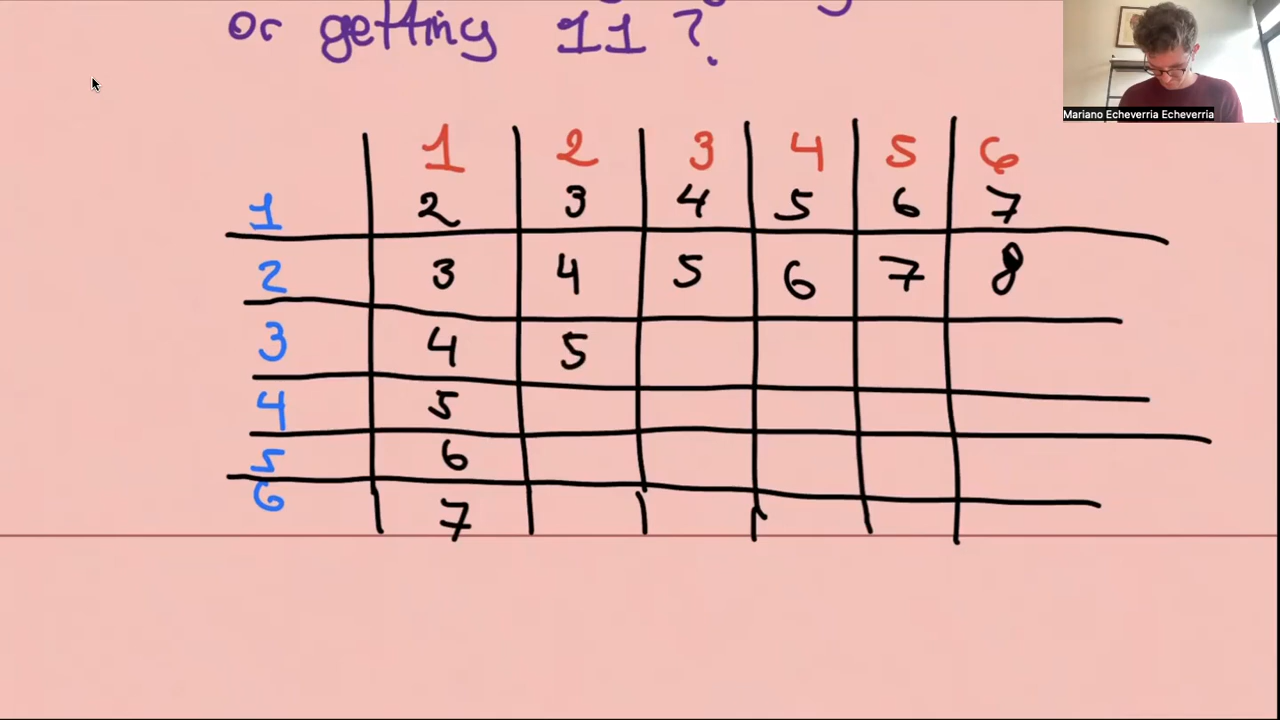 or getting 11?
Mariano Echeverria Echeverria
1 2 3 4 5 6
1 2 3 4 5 6 7
2 3 4 5 6 7 8
3 4 5
4 5
5 6
6 7